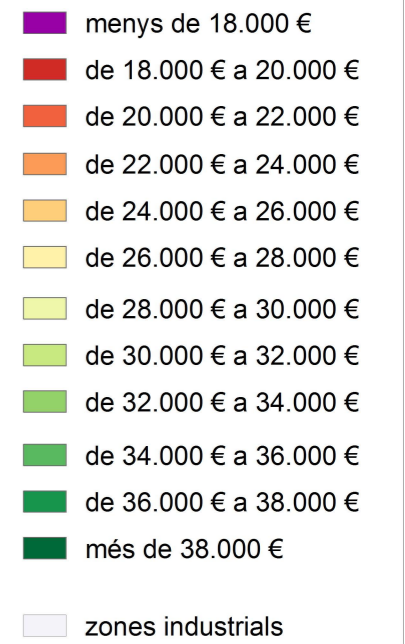 menys de 18.000 €
de 18.000 € a 20.000 €
de 20.000 € a 22.000 €
de 22.000 € a 24.000 €
de 24.000 € a 26.000 €
de 26.000 € a 28.000 €
de 28.000 € a 30.000 €
de 30.000 € a 32.000 €
de 32.000 € a 34.000 €
de 34.000 € a 36.000 €
de 36.000 € a 38.000 €
més de 38.000 €
zones industrials